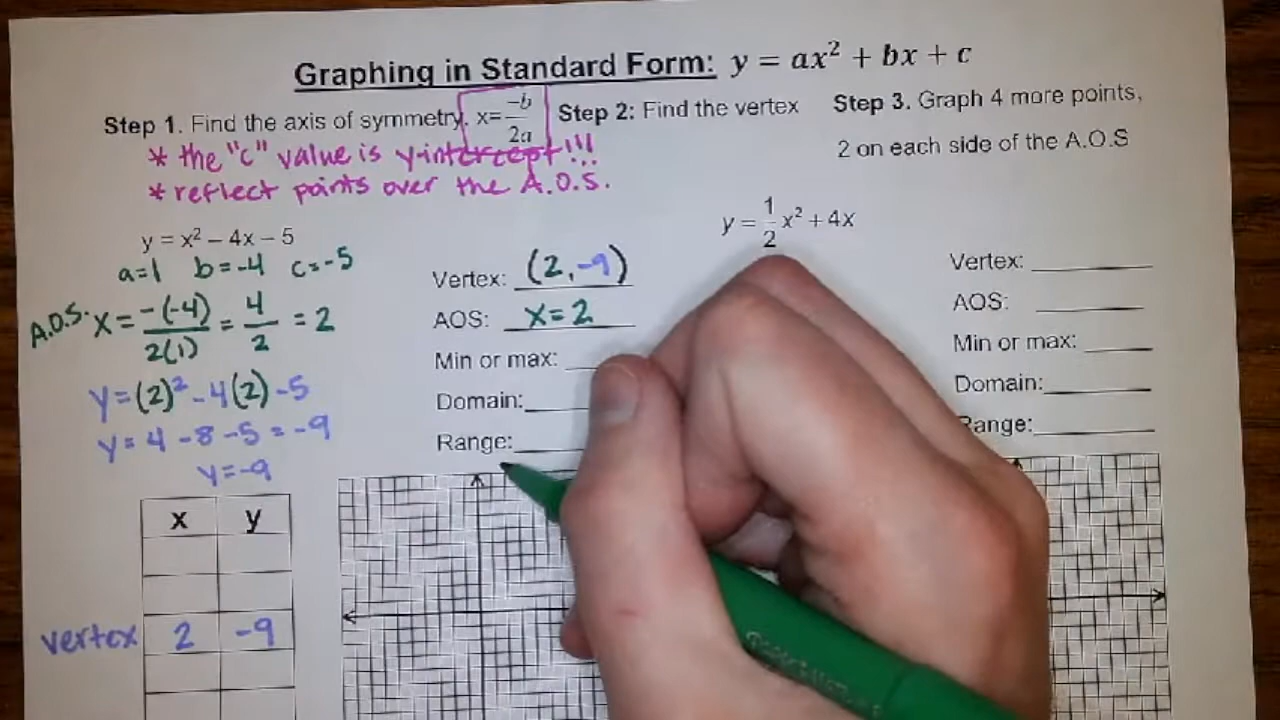 Graphing in Standard Form: y = ax² + bx + c
Step 1. Find the axis of symmetry. x= -b/2a
Step 2: Find the vertex
Step 3. Graph 4 more points,
2 on each side of the A.O.S
* the "c" value is y-intercept!!!
* reflect points over the A.O.S.
y = x² – 4x – 5
a=1 b=-4 c=-5
A.O.S. x = -(-4)/2(1) = 4/2 = 2
y=(2)²-4(2)-5
y=4-8-5=-9
y=-9
x y
vertex 2 -9
Vertex: (2,-9)
AOS: x=2
Min or max:
Domain:
Range:
y = 1/2 x² + 4x
Vertex:
AOS:
Min or max:
Domain:
Range: